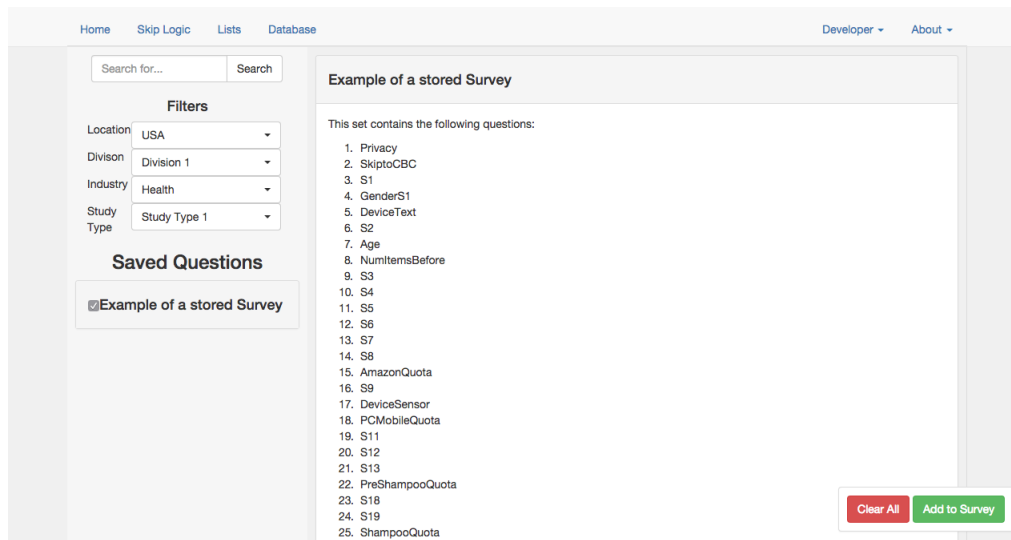 Home Skip Logic Lists Database Developer About
Search for... Search
Filters
Location USA
Divison Division 1
Industry Health
Study Type Study Type 1
Saved Questions
Example of a stored Survey
Example of a stored Survey
This set contains the following questions:
1. Privacy
2. SkiptoCBC
3. S1
4. GenderS1
5. DeviceText
6. S2
7. Age
8. NumItemsBefore
9. S3
10. S4
11. S5
12. S6
13. S7
14. S8
15. AmazonQuota
16. S9
17. DeviceSensor
18. PCMobileQuota
19. S11
20. S12
21. S13
22. PreShampooQuota
23. S18
24. S19
25. ShampooQuota
Clear All Add to Survey